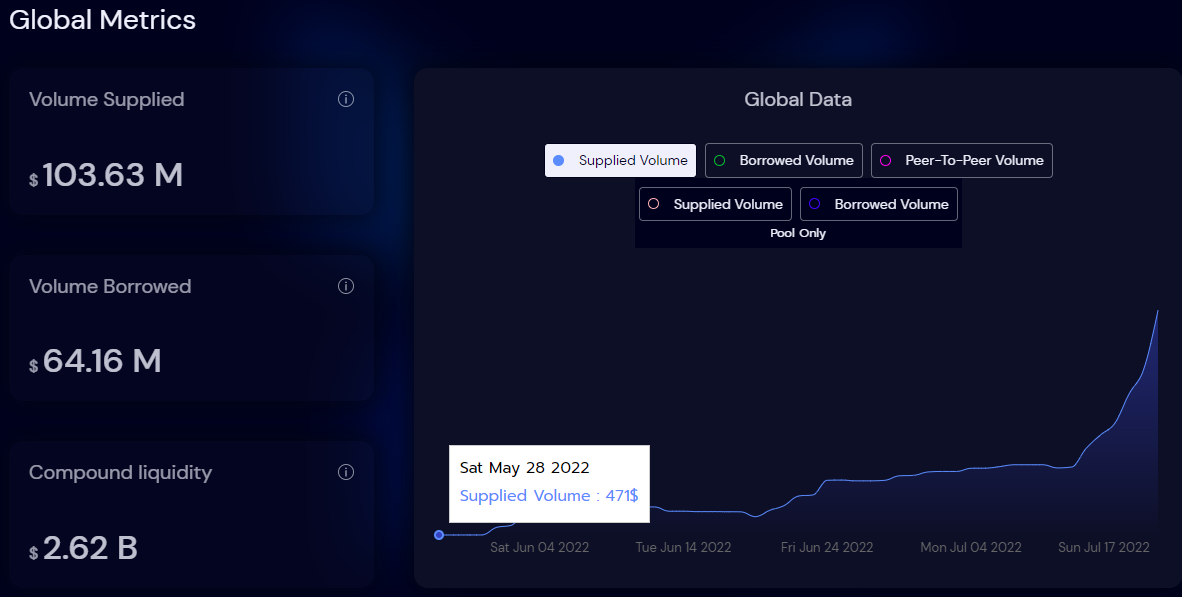 Global Metrics
Volume Supplied
$ 103.63 M
Volume Borrowed
$ 64.16 M
Compound liquidity
$ 2.62 B
Global Data
Supplied Volume
Borrowed Volume
Peer-To-Peer Volume
Supplied Volume
Borrowed Volume
Pool Only
Sat May 28 2022
Supplied Volume : 471$
Sat Jun 04 2022
Tue Jun 14 2022
Fri Jun 24 2022
Mon Jul 04 2022
Sun Jul 17 2022